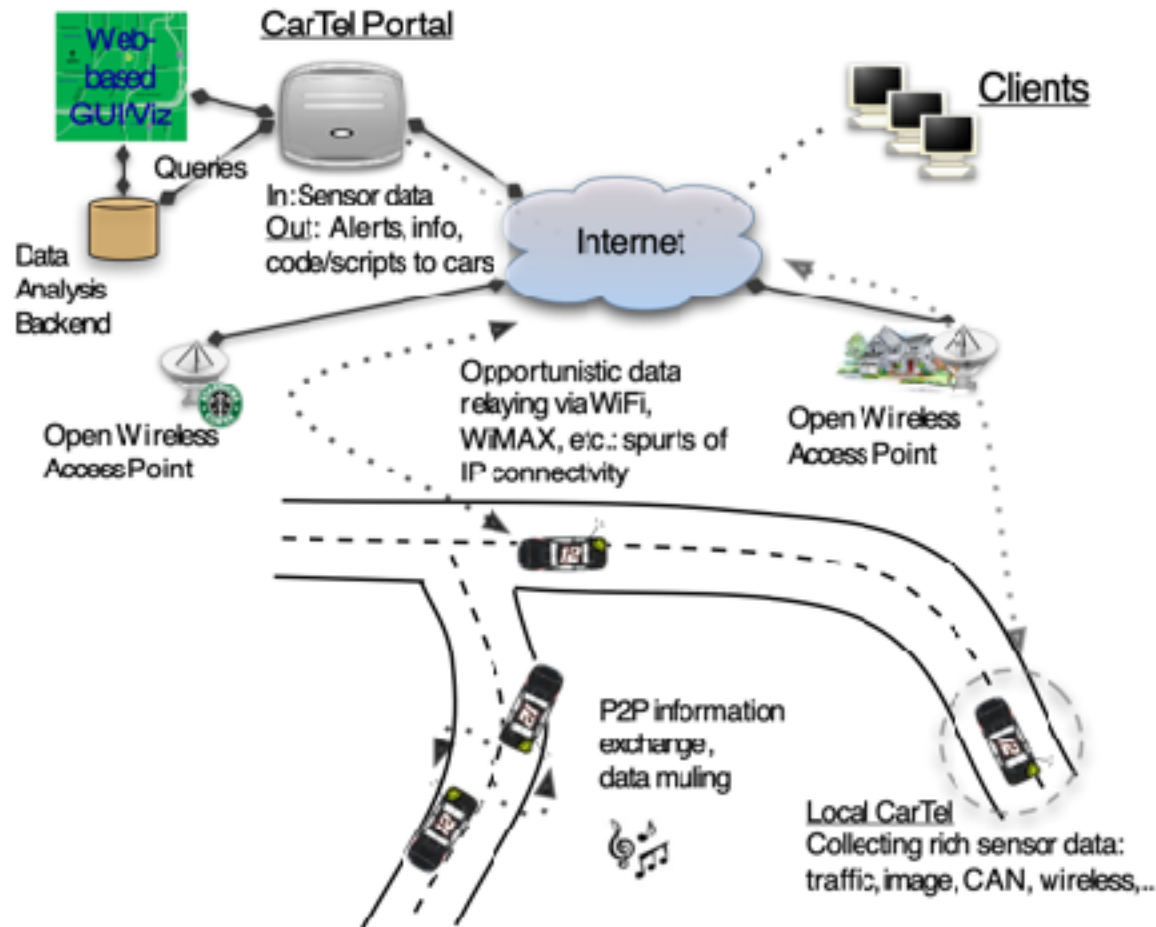 CarTel Portal
Web-
based
GUI/Viz
Clients
Queries
In: Sensor data
Out: Alerts, info,
code/scripts to cars
Internet
Data
Analysis
Backend
Opportunistic data
relaying via WiFi,
WiMAX, etc.: spurts of
IP connectivity
Open Wireless
Access Point
Open Wireless
Access Point
P2P information
exchange,
data muling
Local CarTel
Collecting rich sensor data:
traffic, image, CAN, wireless,...